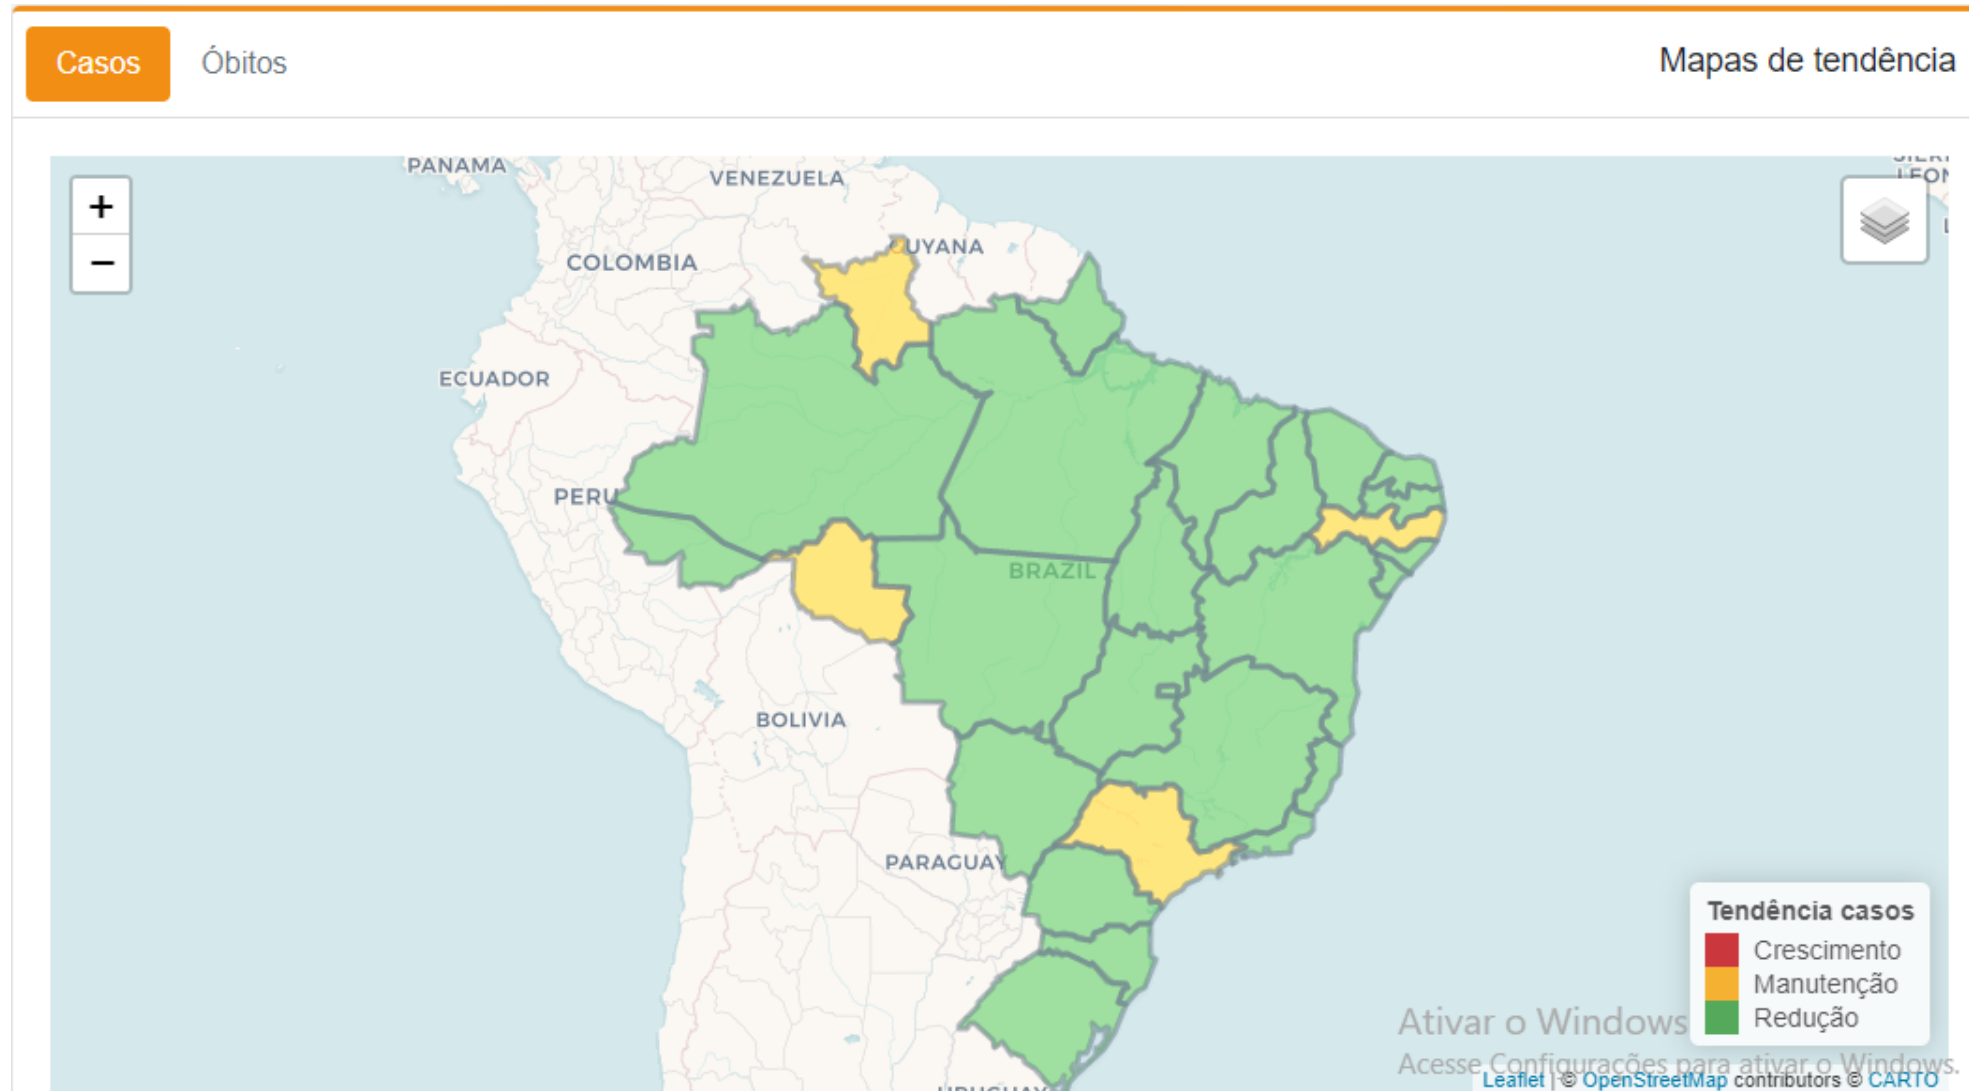 Casos Óbitos Mapas de tendência
PANAMA
VENEZUELA
+
−
COLOMBIA
UYANA
ECUADOR
PERU
BRAZIL
BOLIVIA
PARAGUAY
Tendência casos
Crescimento
Manutenção
Redução
Ativar o Windows
Acesse Configurações para ativar o Windows.
Leaflet | © OpenStreetMap contributors © CARTO